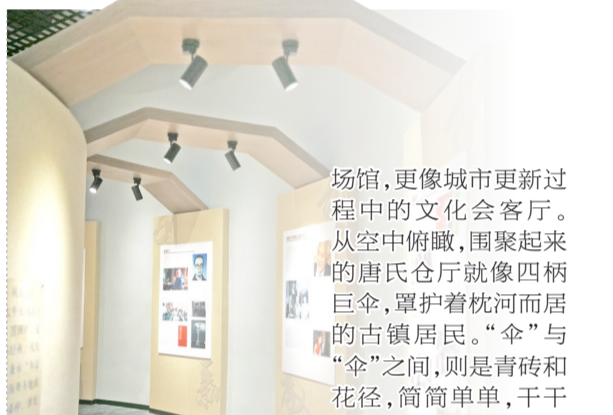 场馆，更像城市更新过
程中的文化会客厅。
从空中俯瞰，围聚起来
的唐氏仓厅就像四柄
巨伞，罩护着枕河而居
的古镇居民。“伞”与
“伞”之间，则是青砖和
花径，简简单单，干干